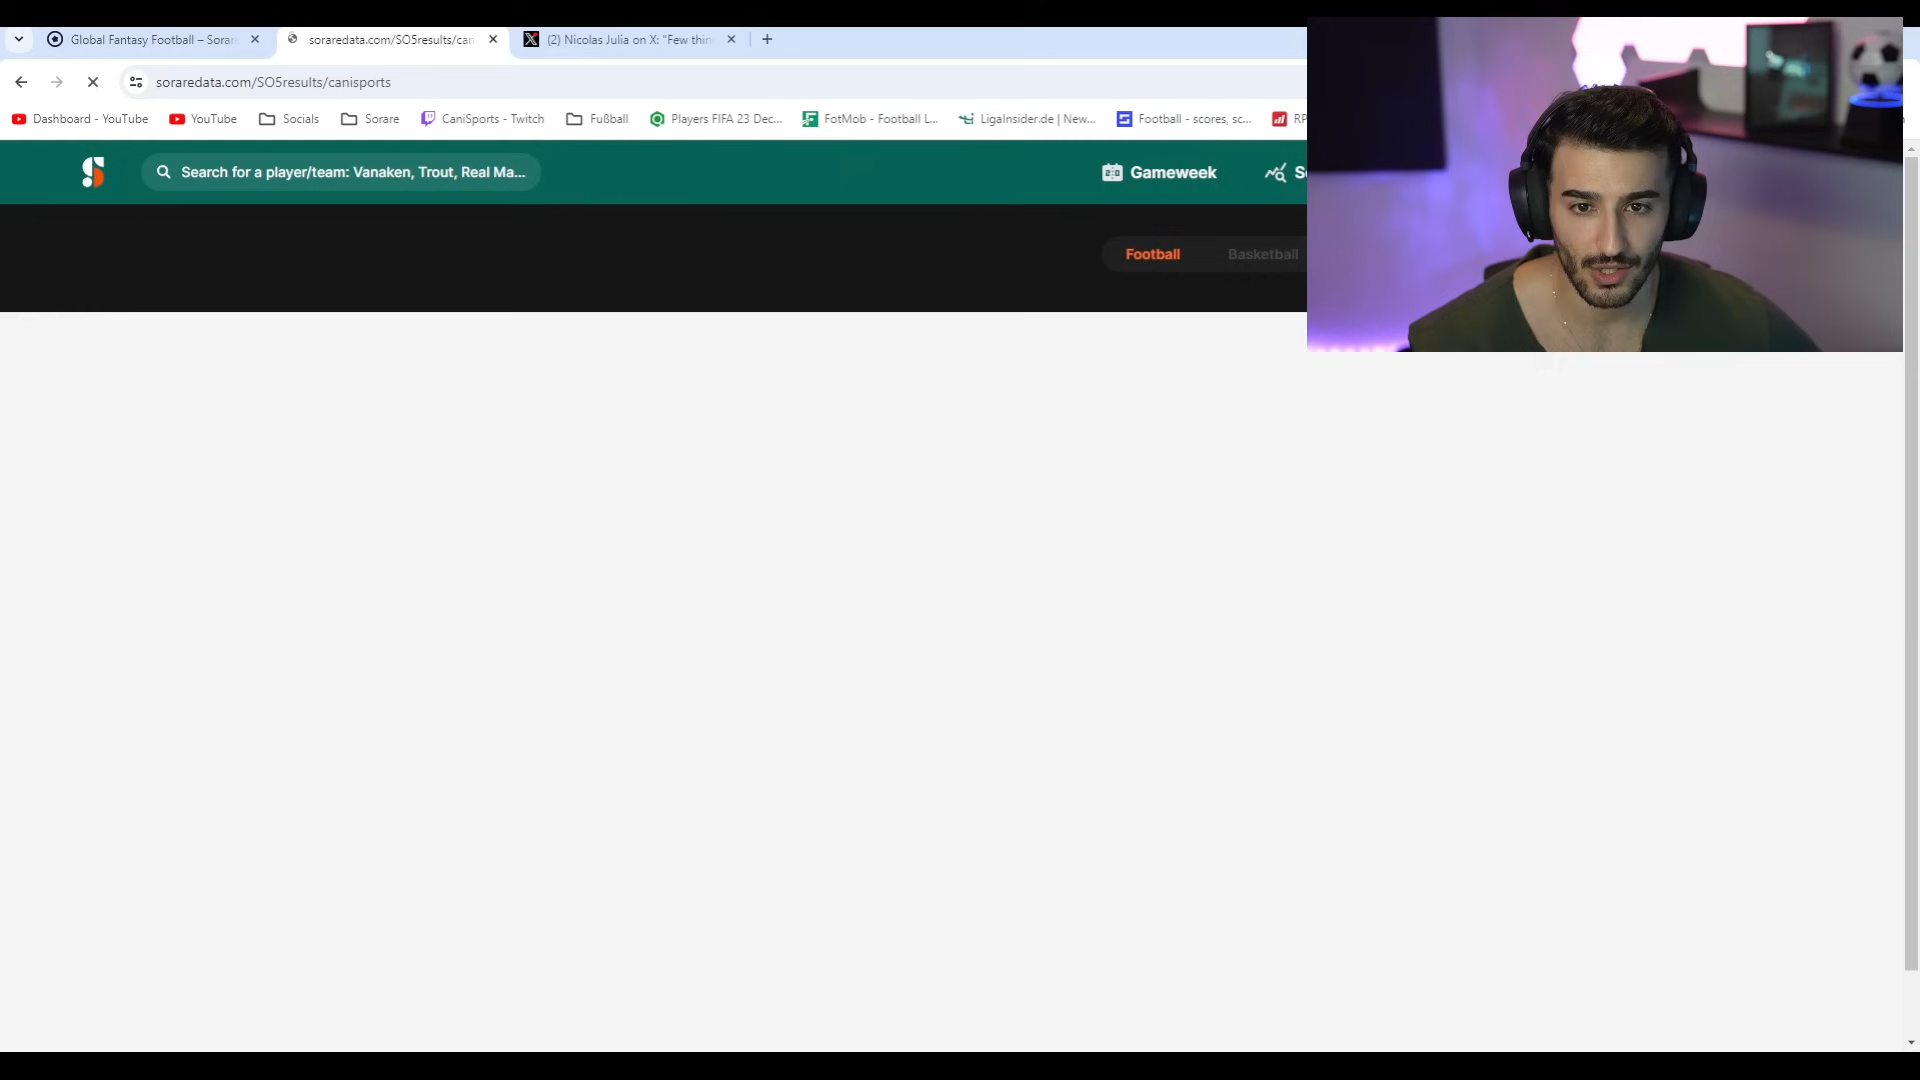 Global Fantasy Football – Sorar
soraredata.com/SO5results/can
(2) Nicolas Julia on X: "Few thin
soraredata.com/SO5results/canisports
Dashboard - YouTube
YouTube
Socials
Sorare
CaniSports - Twitch
Fußball
Players FIFA 23 Dec...
FotMob - Football L...
LigaInsider.de | New...
Football - scores, sc...
RP
Search for a player/team: Vanaken, Trout, Real Ma...
Gameweek
Football
Basketball